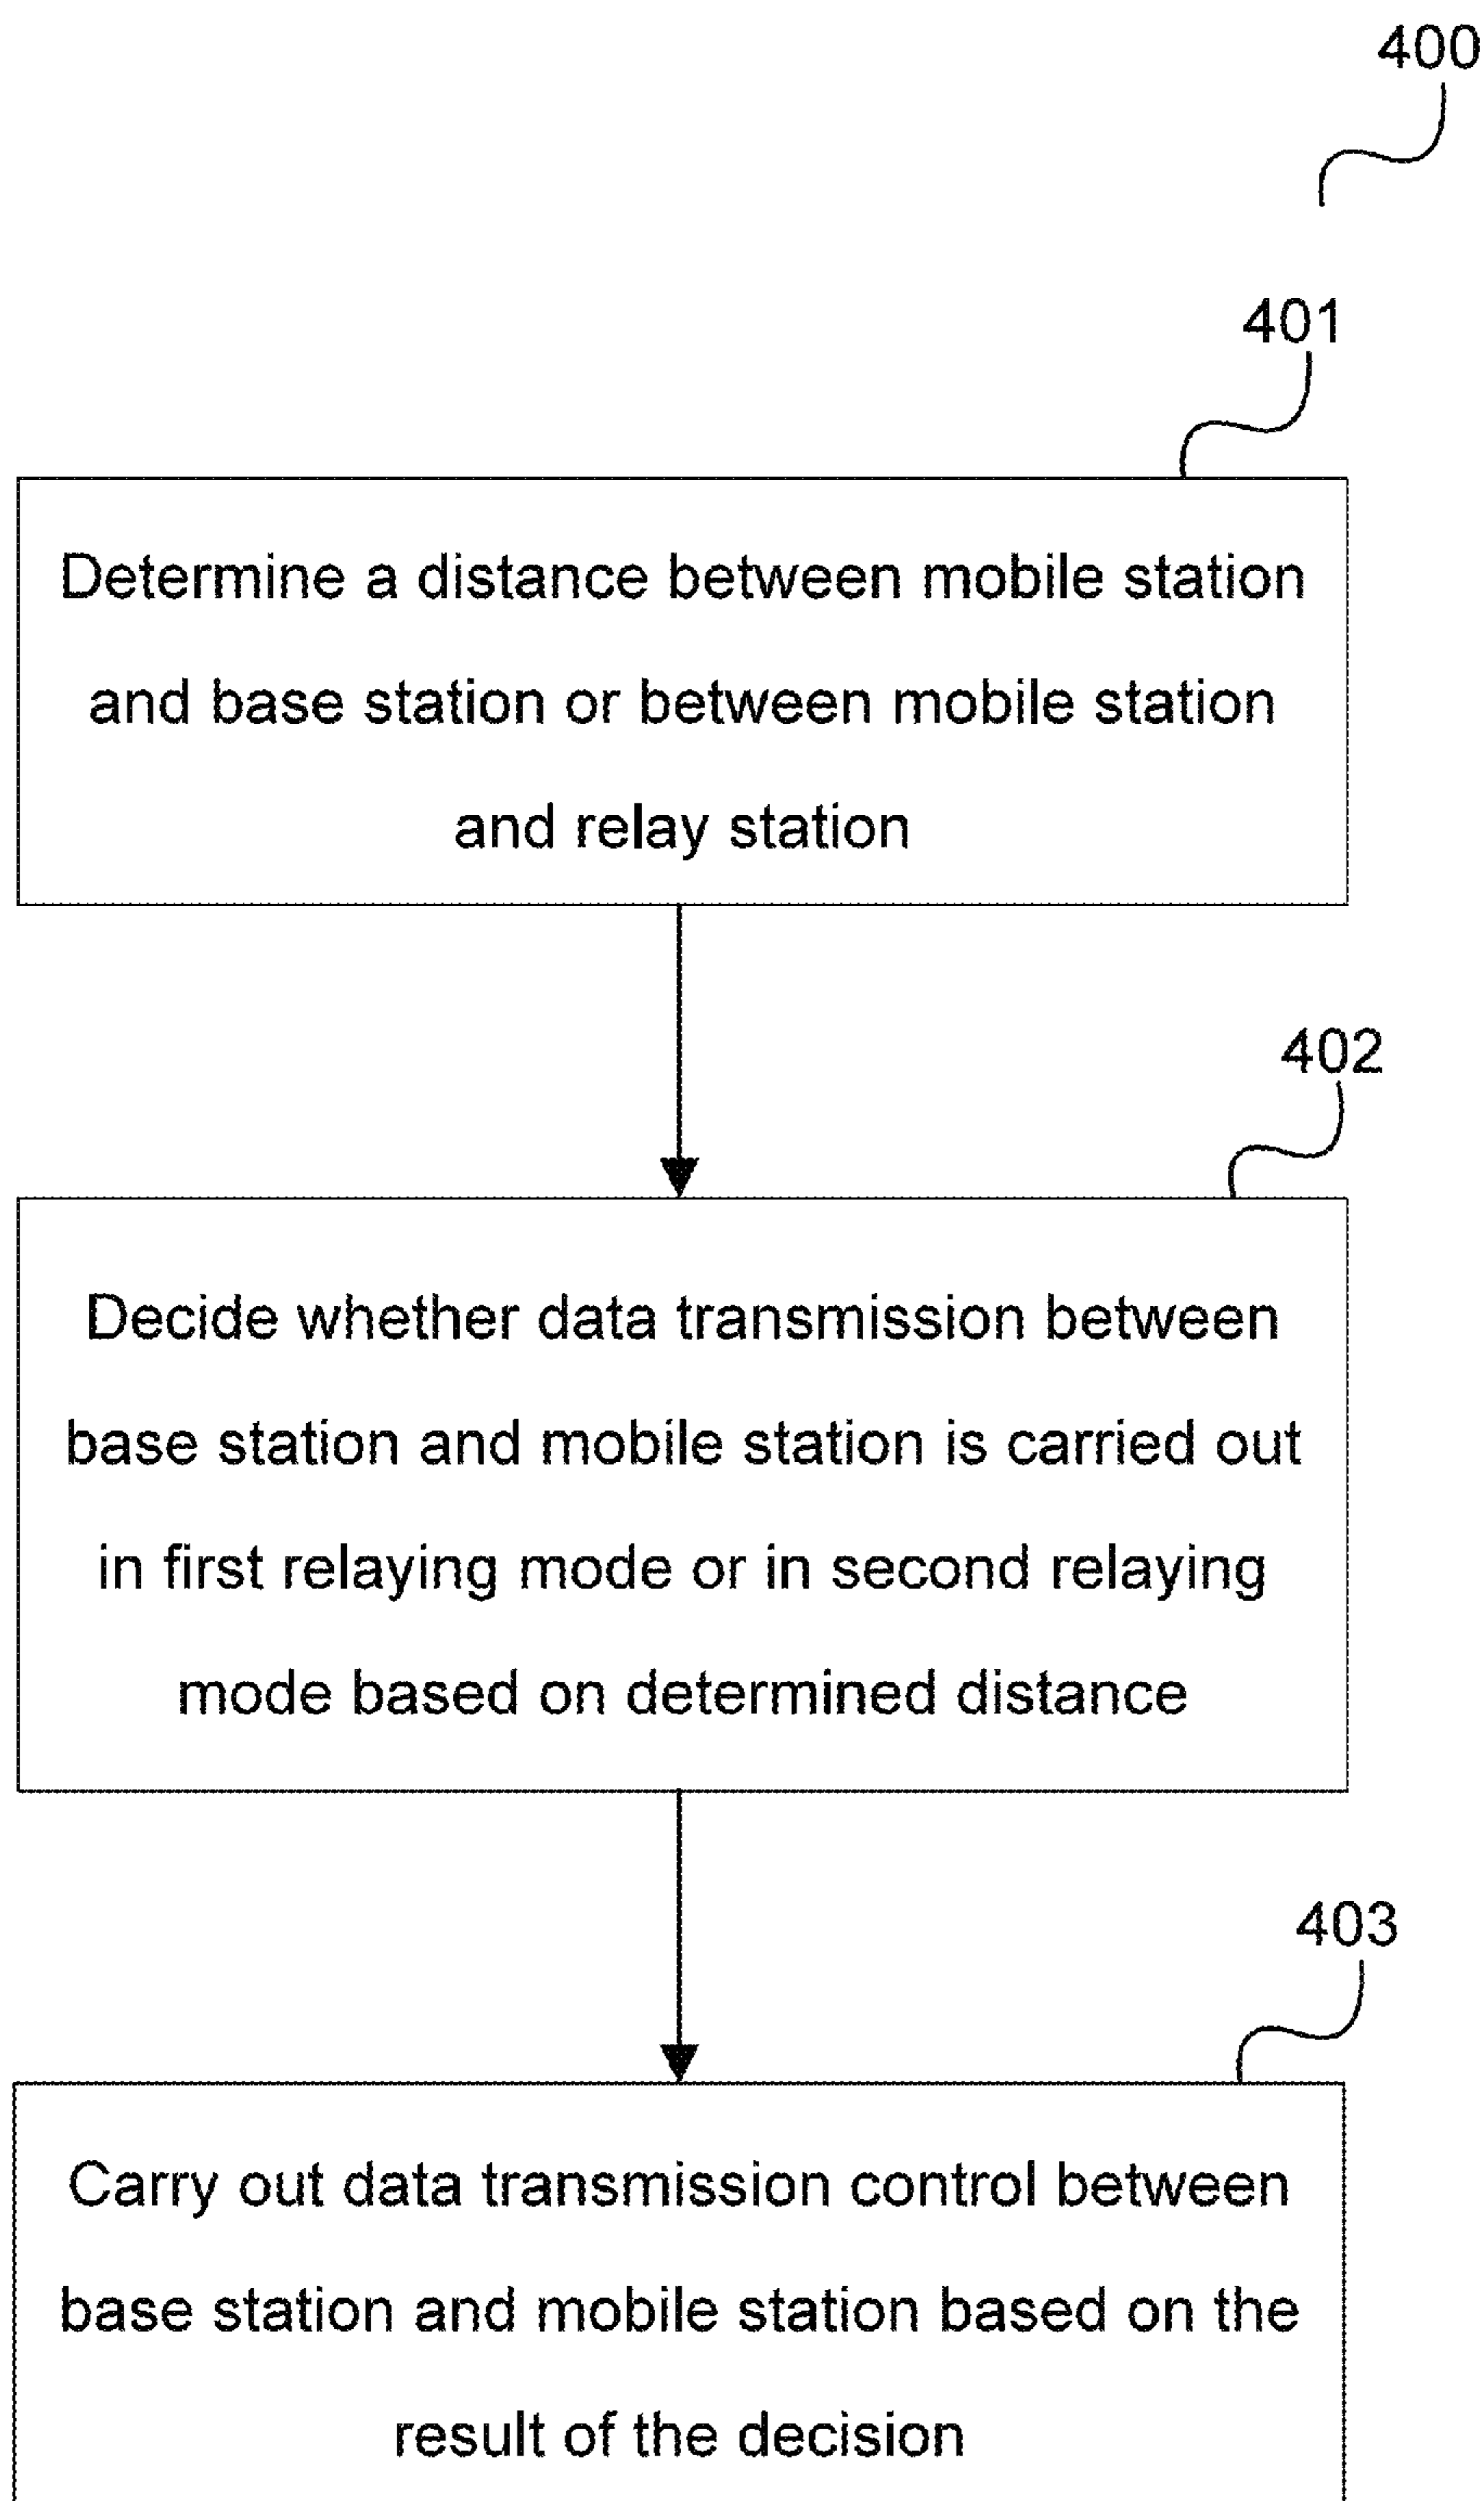 400
401
Determine a distance between mobile station
and base station or between mobile station
and relay station
402
Decide whether data transmission between
base station and mobile station is carried out
in first relaying mode or in second relaying
mode based on determined distance
403
Carry out data transmission control between
base station and mobile station based on the
result of the decision